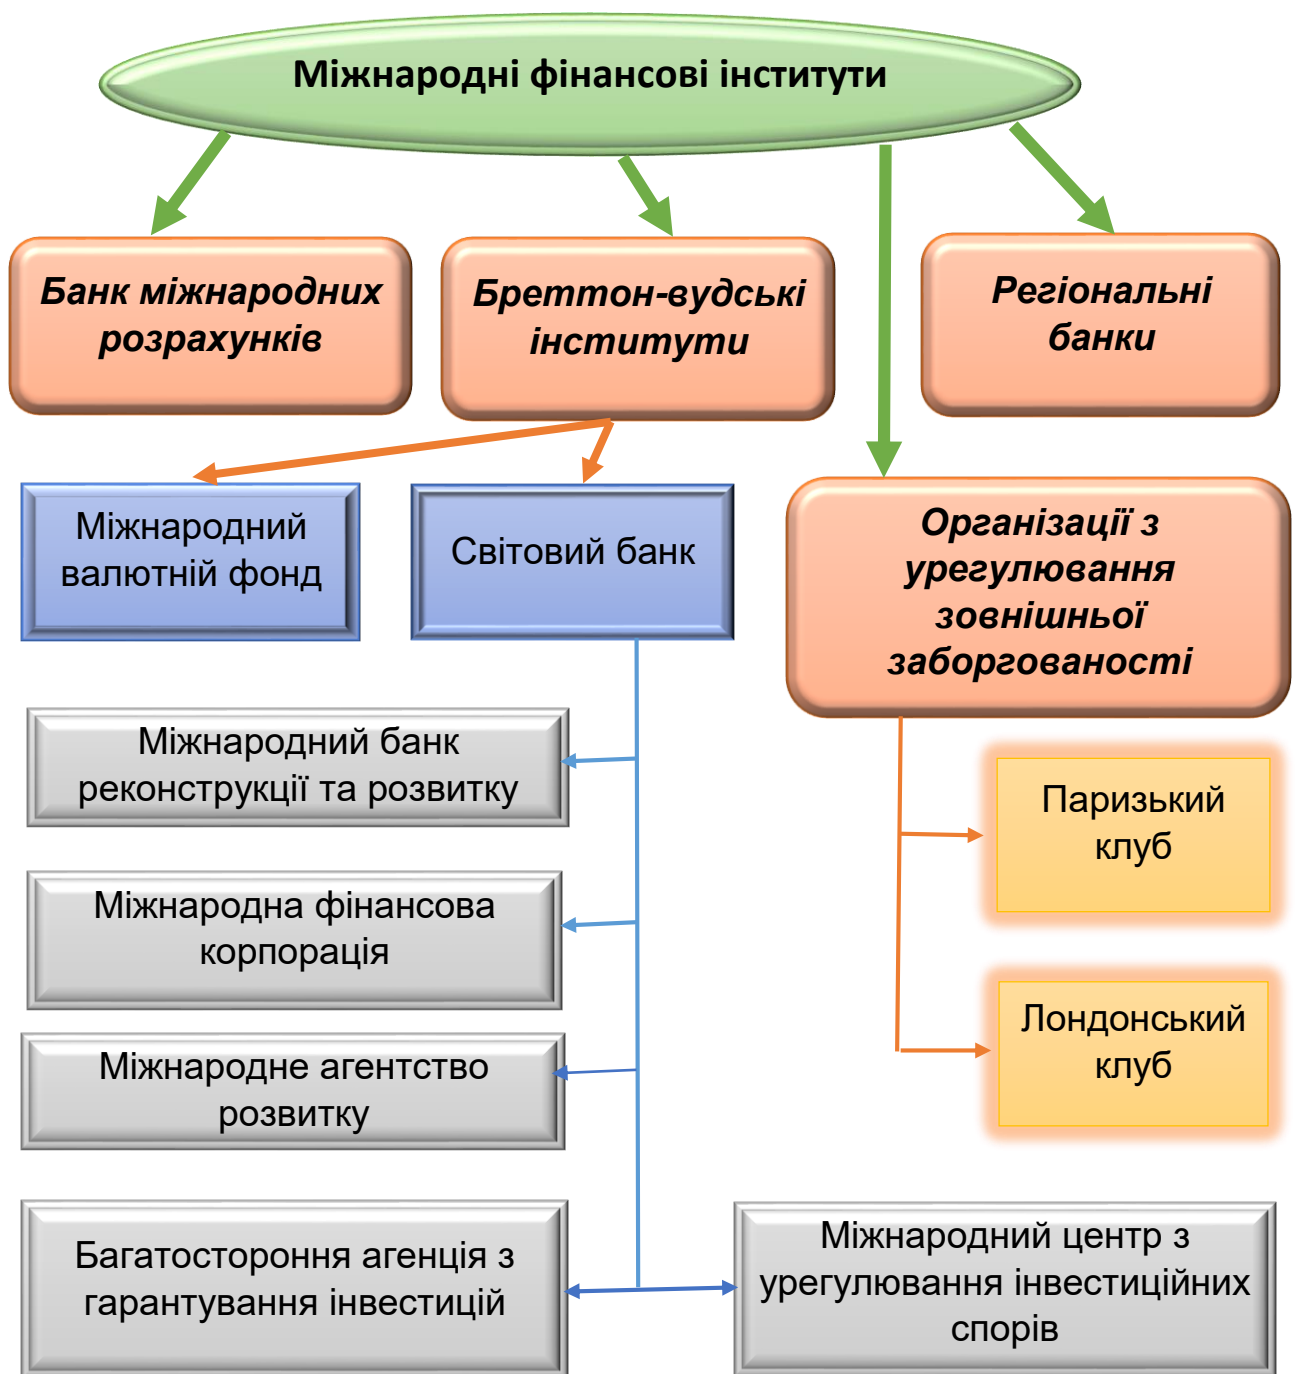 Міжнародні фінансові інститути
Банк міжнародних
розрахунків
Бреттон-вудські
інститути
Регіональні
банки
Міжнародний
валютній фонд
Світовий банк
Організації з
урегулювання
зовнішньої
заборгованості
Міжнародний банк
реконструкції та розвитку
Паризький
клуб
Міжнародна фінансова
корпорація
Лондонський
клуб
Міжнародне агентство
розвитку
Багатостороння агенція з
гарантування інвестицій
Міжнародний центр з
урегулювання інвестиційних
спорів